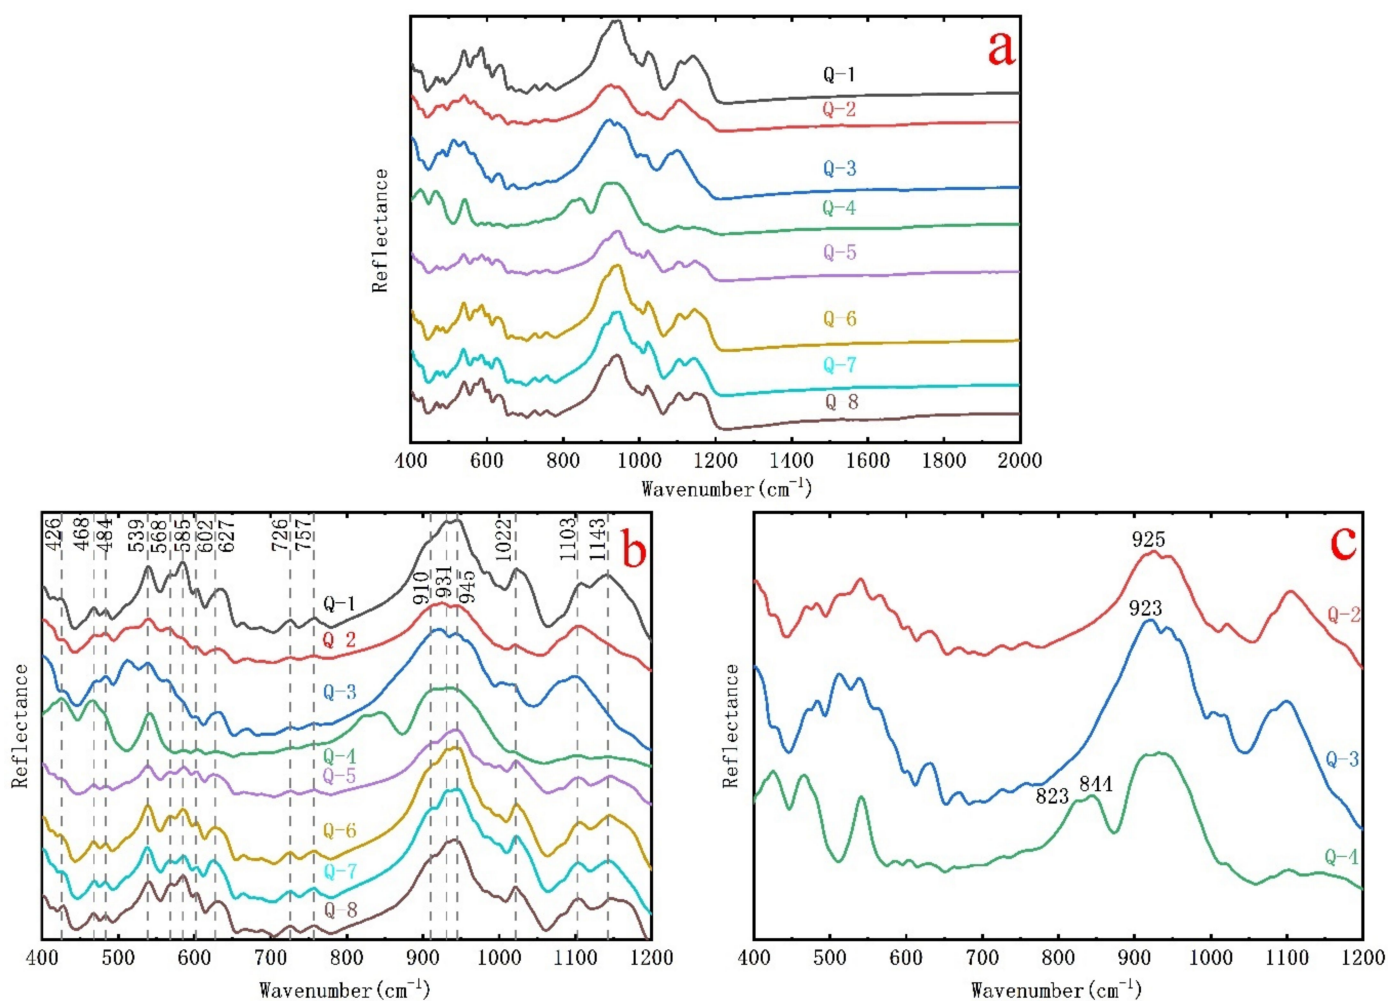 a
Q-1
Q-2
Q-3
Q-4
Q-5
Q-6
Q-7
Q 8
Reflectance
400 600 800 1000 1200 1400 1600 1800 2000
Wavenumber(cm⁻¹)
b
426 468 484 539 568 585 602 627 726 757 910 931 945 1022 1103 1143
Q-1
Q 2
Q-3
Q-4
Q-5
Q-6
Q-7
Q-8
Reflectance
400 500 600 700 800 900 1000 1100 1200
Wavenumber(cm⁻¹)
c
925
Q-2
923
Q-3
823 844
Q-4
Reflectance
400 500 600 700 800 900 1000 1100 1200
Wavenumber(cm⁻¹)